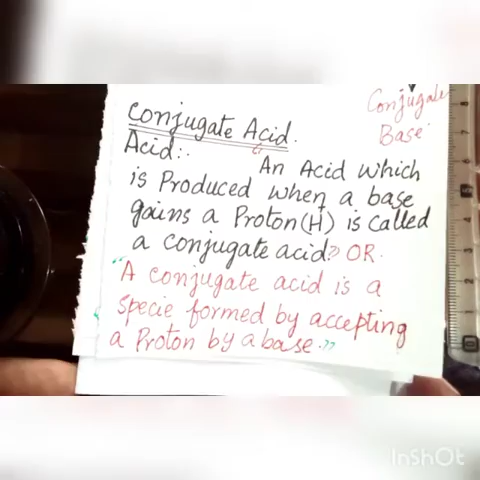 Conjugate
Base
Conjugate Acid.
Acid:.
"An Acid which
is Produced when a base
gains a Proton(H) is called
a conjugate acid? OR.
"A conjugate acid is a
specie formed by accepting
a Proton by a base."
InShOt